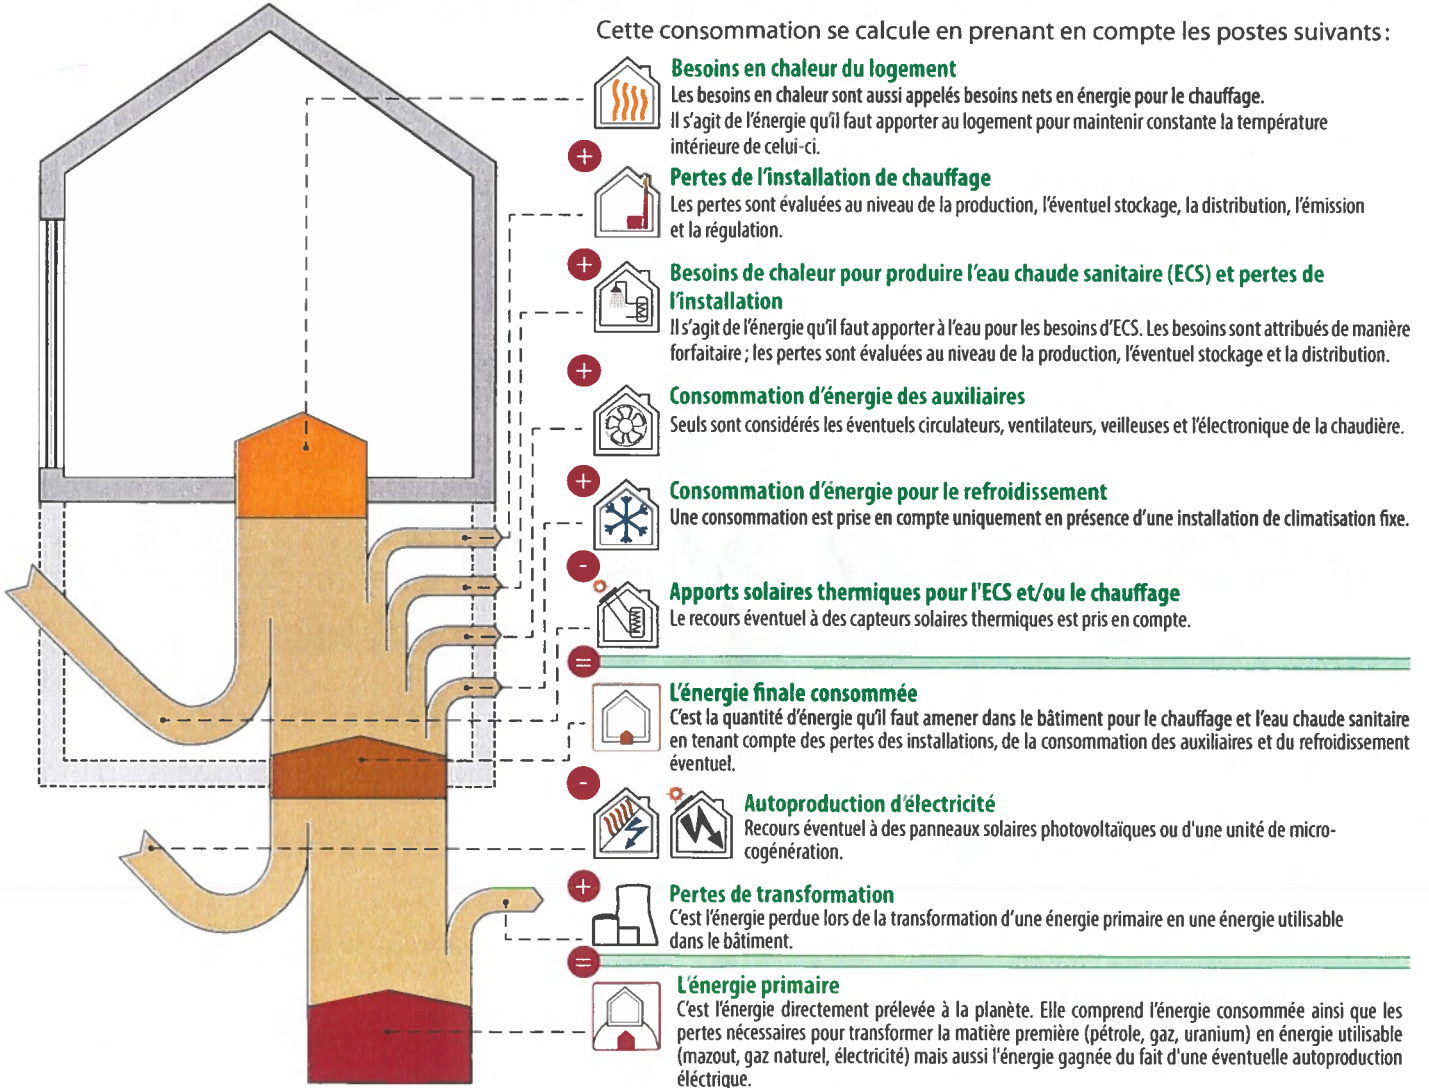 Cette consommation se calcule en prenant en compte les postes suivants :
Besoins en chaleur du logement
Les besoins en chaleur sont aussi appelés besoins nets en énergie pour le chauffage.
Il s'agit de l'énergie qu'il faut apporter au logement pour maintenir constante la température
intérieure de celui-ci.
+
Pertes de l'installation de chauffage
Les pertes sont évaluées au niveau de la production, l'éventuel stockage, la distribution, l'émission
et la régulation.
+
Besoins de chaleur pour produire l'eau chaude sanitaire (ECS) et pertes de
l'installation
Il s'agit de l'énergie qu'il faut apporter à l'eau pour les besoins d'ECS. Les besoins sont attribués de manière
forfaitaire ; les pertes sont évaluées au niveau de la production, l'éventuel stockage et la distribution.
+
Consommation d'énergie des auxiliaires
Seuls sont considérés les éventuels circulateurs, ventilateurs, veilleuses et l'électronique de la chaudière.
+
Consommation d'énergie pour le refroidissement
Une consommation est prise en compte uniquement en présence d'une installation de climatisation fixe.
-
Apports solaires thermiques pour l'ECS et/ou le chauffage
Le recours éventuel à des capteurs solaires thermiques est pris en compte.
=
L'énergie finale consommée
C'est la quantité d'énergie qu'il faut amener dans le bâtiment pour le chauffage et l'eau chaude sanitaire
en tenant compte des pertes des installations, de la consommation des auxiliaires et du refroidissement
éventuel.
-
Autoproduction d'électricité
Recours éventuel à des panneaux solaires photovoltaïques ou d'une unité de micro-
cogénération.
+
Pertes de transformation
C'est l'énergie perdue lors de la transformation d'une énergie primaire en une énergie utilisable
dans le bâtiment.
=
L'énergie primaire
C'est l'énergie directement prélevée à la planète. Elle comprend l'énergie consommée ainsi que les
pertes nécessaires pour transformer la matière première (pétrole, gaz, uranium) en énergie utilisable
(mazout, gaz naturel, électricité) mais aussi l'énergie gagnée du fait d'une éventuelle autoproduction
éléctrique.